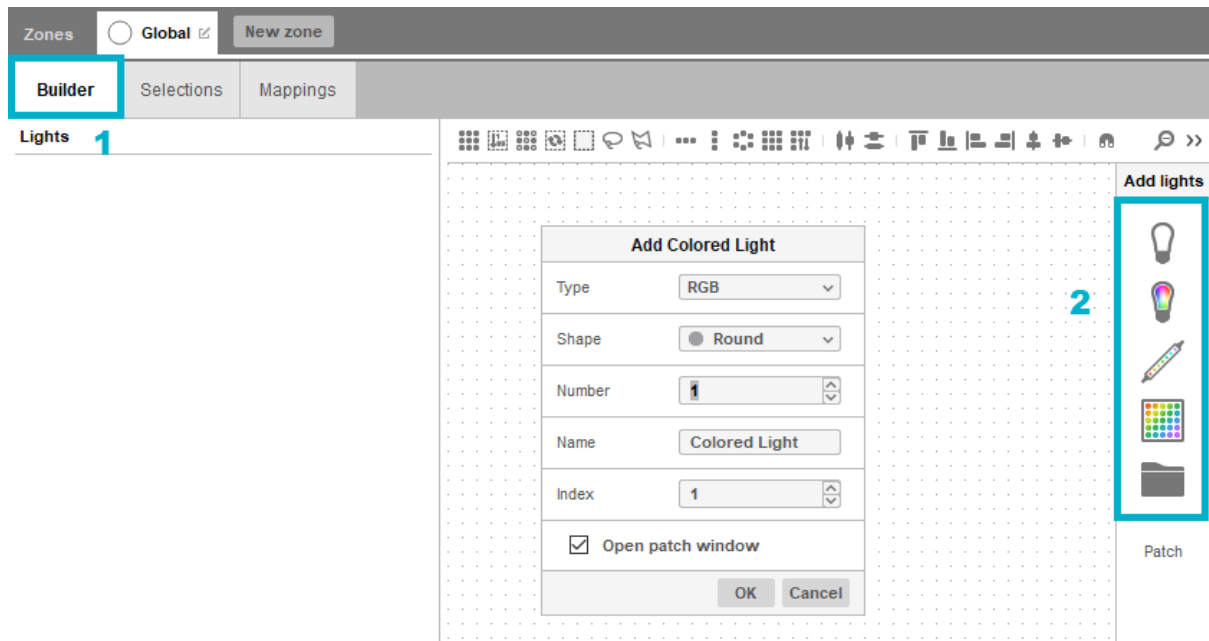 Zones Global New zone
Builder Selections Mappings
Lights 1
Add lights
Add Colored Light
Type RGB
Shape Round
2
Number 1
Name Colored Light
Index 1
Open patch window
Patch
OK Cancel